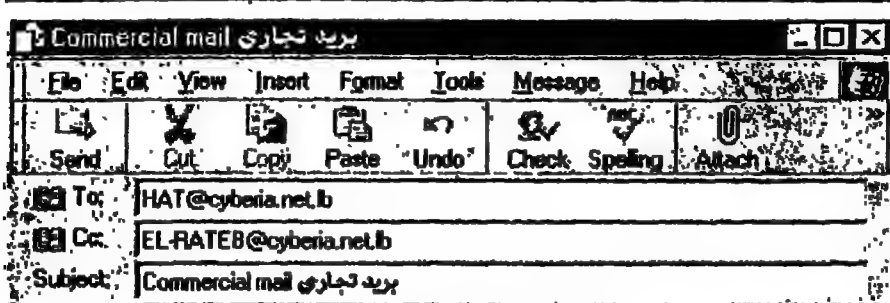 Commercial mail بريد تجاري
File Edit View Insert Format Tools Message Help
Send Cut Copy Paste Undo Check Spelling Attach
To: HAT@cyberia.net.lb
Cc: EL-RATEB@cyberia.net.lb
Subject: Commercial mail بريد تجاري